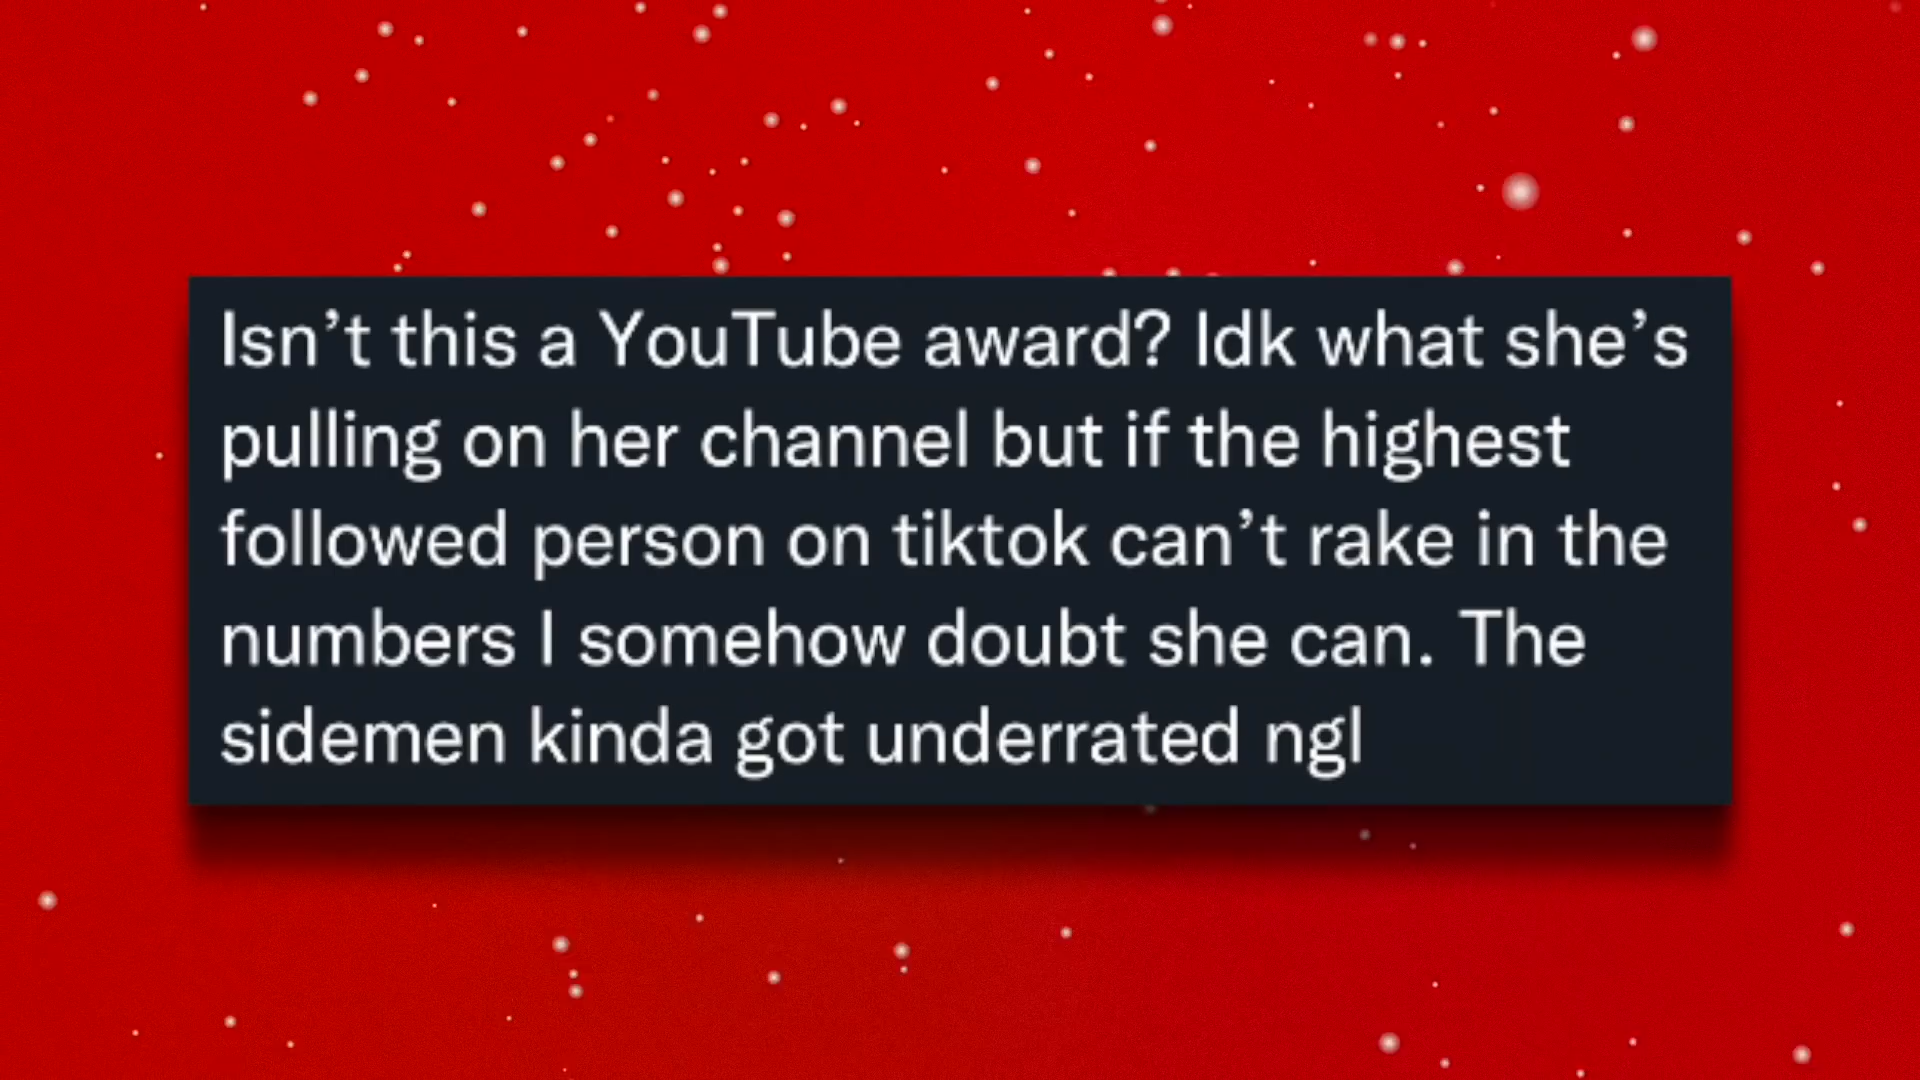 Isn’t this a YouTube award? Idk what she’s
pulling on her channel but if the highest
followed person on tiktok can’t rake in the
numbers I somehow doubt she can. The
sidemen kinda got underrated ngl